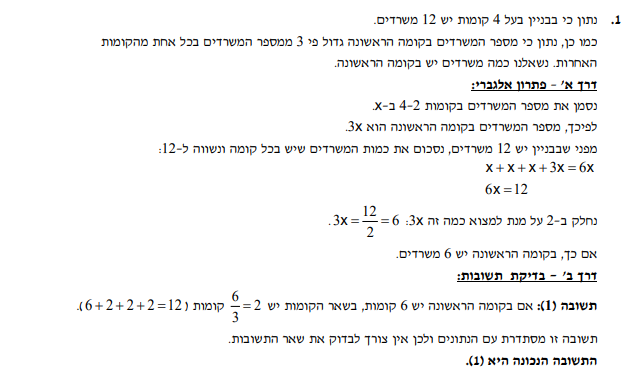 1. נתון כי בבניין בעל 4 קומות יש 12 משרדים.
כמו כן, נתון כי מספר המשרדים בקומה הראשונה גדול פי 3 ממספר המשרדים בכל אחת מהקומות
האחרות. נשאלנו כמה משרדים יש בקומה הראשונה.
דרך א' - פתרון אלגברי:
נסמן את מספר המשרדים בקומות 4-2 ב-x.
לפיכך, מספר המשרדים בקומה הראשונה הוא 3x.
מפני שבבניין יש 12 משרדים, נסכום את כמות המשרדים שיש בכל קומה ונשווה ל-12:
x + x + x + 3x = 6x
6x = 12
נחלק ב-2 על מנת למצוא כמה זה 3x: 3x = 12/2 = 6.
אם כך, בקומה הראשונה יש 6 משרדים.
דרך ב' - בדיקת תשובות:
תשובה (1): אם בקומה הראשונה יש 6 קומות, בשאר הקומות יש 6/3 = 2 קומות (6+2+2+2=12).
תשובה זו מסתדרת עם הנתונים ולכן אין צורך לבדוק את שאר התשובות.
התשובה הנכונה היא (1).